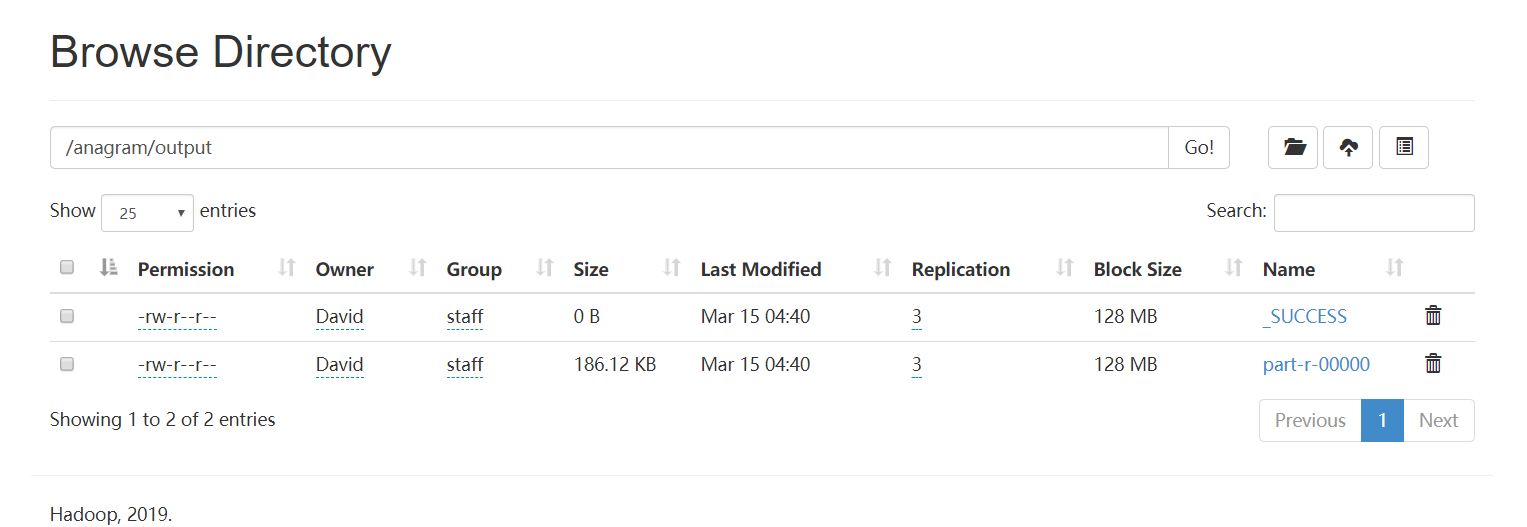 Browse Directory
/anagram/output Go!
Show 25 entries Search:
Permission Owner Group Size Last Modified Replication Block Size Name
-rw-r--r-- David staff 0 B Mar 15 04:40 3 128 MB _SUCCESS
-rw-r--r-- David staff 186.12 KB Mar 15 04:40 3 128 MB part-r-00000
Showing 1 to 2 of 2 entries Previous 1 Next
Hadoop, 2019.